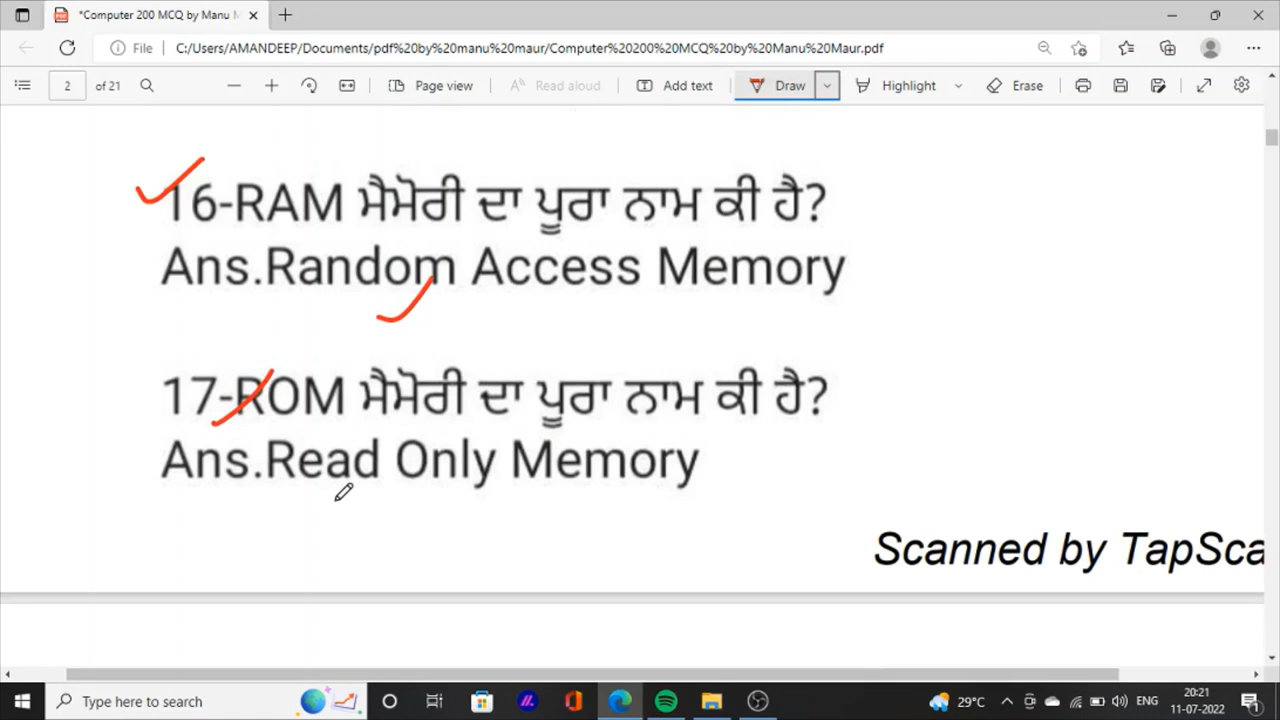 *Computer 200 MCQ by Manu M
File
C:/Users/AMANDEEP/Documents/pdf%20by%20manu%20maur/Computer%20200%20MCQ%20by%20Manu%20Maur.pdf
2 of 21
Page view
Read aloud
Add text
Draw
Highlight
Erase
16-RAM ਮੈਮੋਰੀ ਦਾ ਪੂਰਾ ਨਾਮ ਕੀ ਹੈ?
Ans.Random Access Memory
17-ROM ਮੈਮੋਰੀ ਦਾ ਪੂਰਾ ਨਾਮ ਕੀ ਹੈ?
Ans.Read Only Memory
Scanned by TapSca
Type here to search
29°C
ENG
20:21
11-07-2022
1